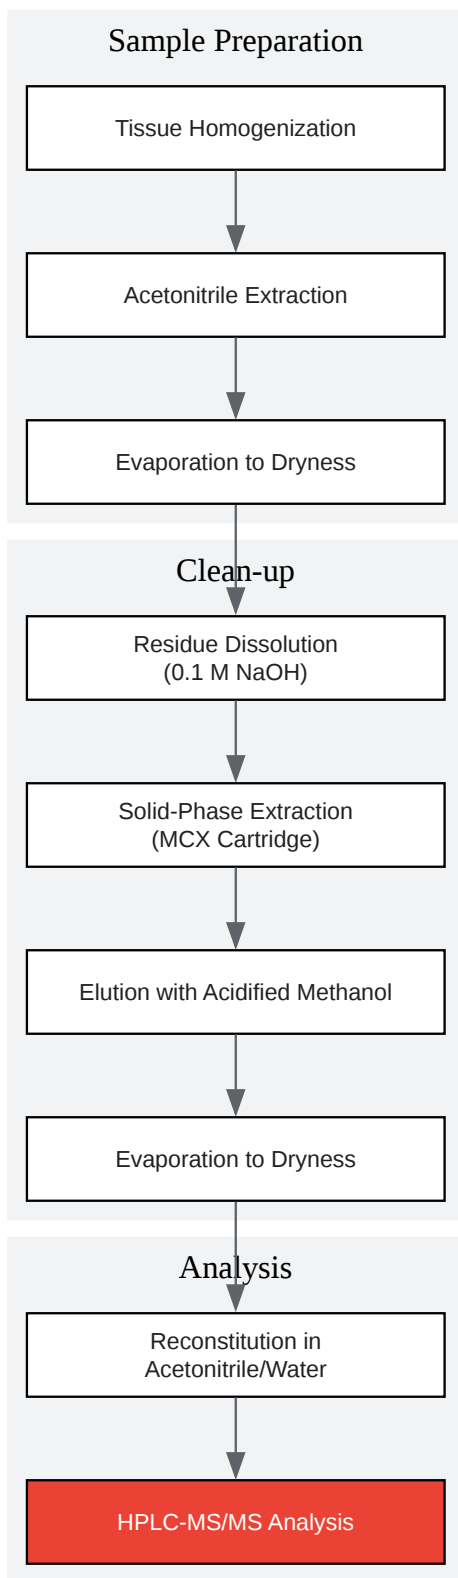 Sample Preparation
Tissue Homogenization
Acetonitrile Extraction
Evaporation to Dryness
Clean-up
Residue Dissolution
(0.1 M NaOH)
Solid-Phase Extraction
(MCX Cartridge)
Elution with Acidified Methanol
Evaporation to Dryness
Analysis
Reconstitution in
Acetonitrile/Water
HPLC-MS/MS Analysis